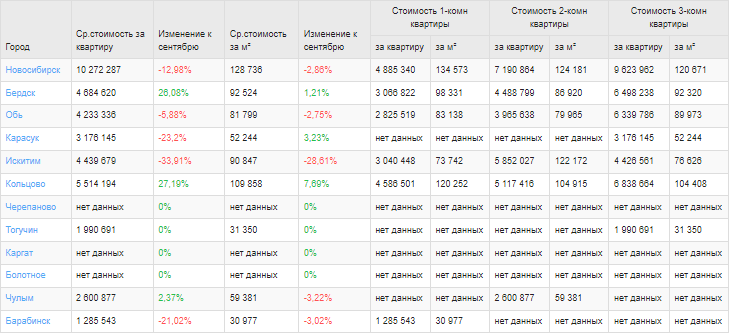 Город Ср.стоимость за квартиру Изменение к сентябрю Ср.стоимость за м² Изменение к сентябрю Стоимость 1-комн квартиры Стоимость 2-комн квартиры Стоимость 3-комн квартиры
за квартиру за м² за квартиру за м² за квартиру за м²
Новосибирск 10 272 287 -12,98% 128 736 -2,86% 4 885 340 134 573 7 190 864 124 181 9 623 962 120 671
Бердск 4 684 620 26,08% 92 524 1,21% 3 066 822 98 331 4 488 799 86 920 6 498 238 92 320
Обь 4 233 336 -5,88% 81 799 -2,75% 2 825 519 83 138 3 965 638 79 965 6 339 786 89 973
Карасук 3 176 145 -23,2% 52 244 3,23% нет данных нет данных нет данных нет данных 3 176 145 52 244
Искитим 4 439 679 -33,91% 90 847 -28,61% 3 040 448 73 742 5 852 027 122 172 4 426 561 76 626
Кольцово 5 514 194 27,19% 109 858 7,69% 4 586 501 120 252 5 117 416 104 915 6 838 664 104 408
Черепаново нет данных 0% нет данных 0% нет данных нет данных нет данных нет данных нет данных нет данных
Тогучин 1 990 691 0% 31 350 0% нет данных нет данных нет данных нет данных 1 990 691 31 350
Каргат нет данных 0% нет данных 0% нет данных нет данных нет данных нет данных нет данных нет данных
Болотное нет данных 0% нет данных 0% нет данных нет данных нет данных нет данных нет данных нет данных
Чулым 2 600 877 2,37% 59 381 -3,22% нет данных нет данных 2 600 877 59 381 нет данных нет данных
Барабинск 1 285 543 -21,02% 30 977 -3,02% 1 285 543 30 977 нет данных нет данных нет данных нет данных